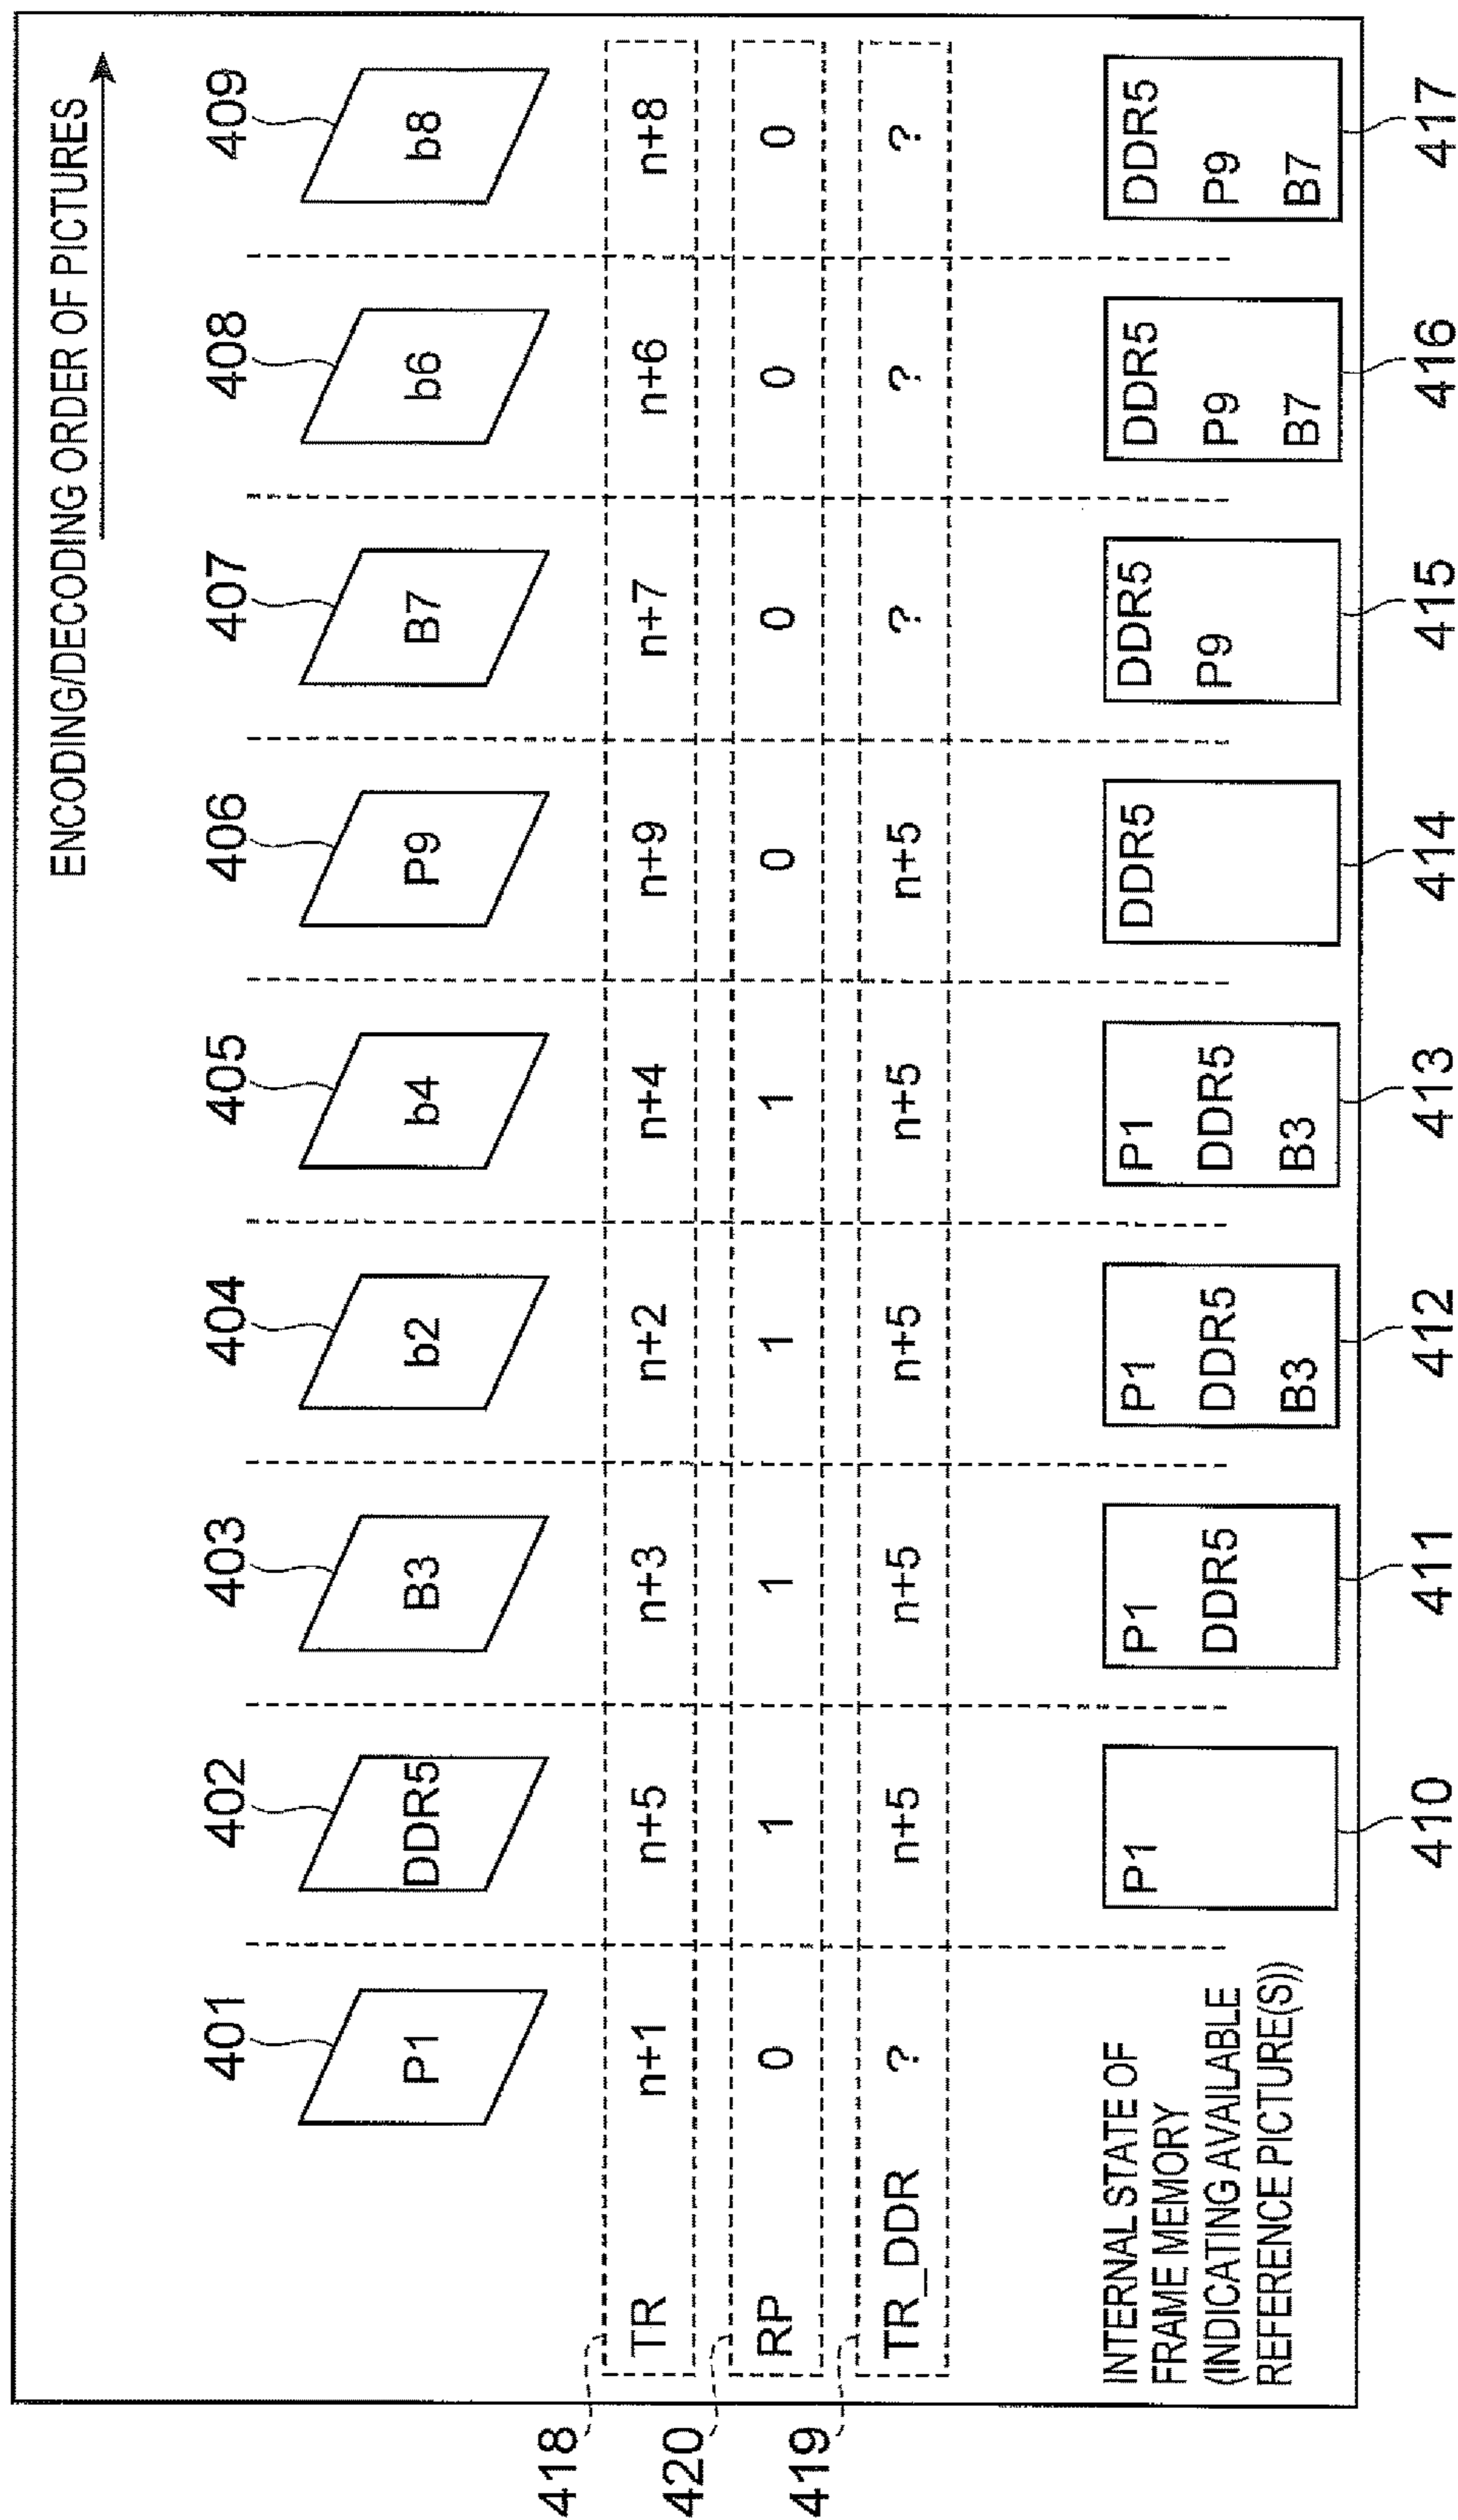 ENCODING/DECODING ORDER OF PICTURES
401 402 403 404 405 406 407 408 409
P1 DDR5 B3 b2 b4 P9 B7 b6 b8
418 TR n+1 n+5 n+3 n+2 n+4 n+9 n+7 n+6 n+8
420 RP 0 1 1 1 1 0 0 0 0
419 TR_DDR ? n+5 n+5 n+5 n+5 n+5 ? ? ?
INTERNAL STATE OF
FRAME MEMORY
(INDICATING AVAILABLE
REFERENCE PICTURE(S))
P1 P1 P1 P1 DDR5 DDR5 DDR5 DDR5
DDR5 DDR5 DDR5 P9 P9 P9
B3 B3 B7 B7
410 411 412 413 414 415 416 417